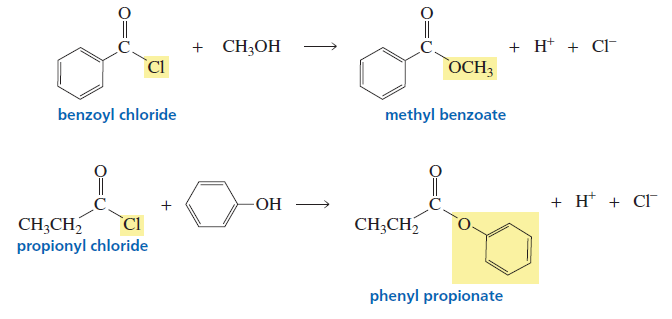 O O
C + CH₃OH ⟶ C + H⁺ + Cl⁻
Cl OCH₃
benzoyl chloride methyl benzoate
O O
C + OH ⟶ C + H⁺ + Cl⁻
CH₃CH₂ Cl CH₃CH₂ O
propionyl chloride
phenyl propionate